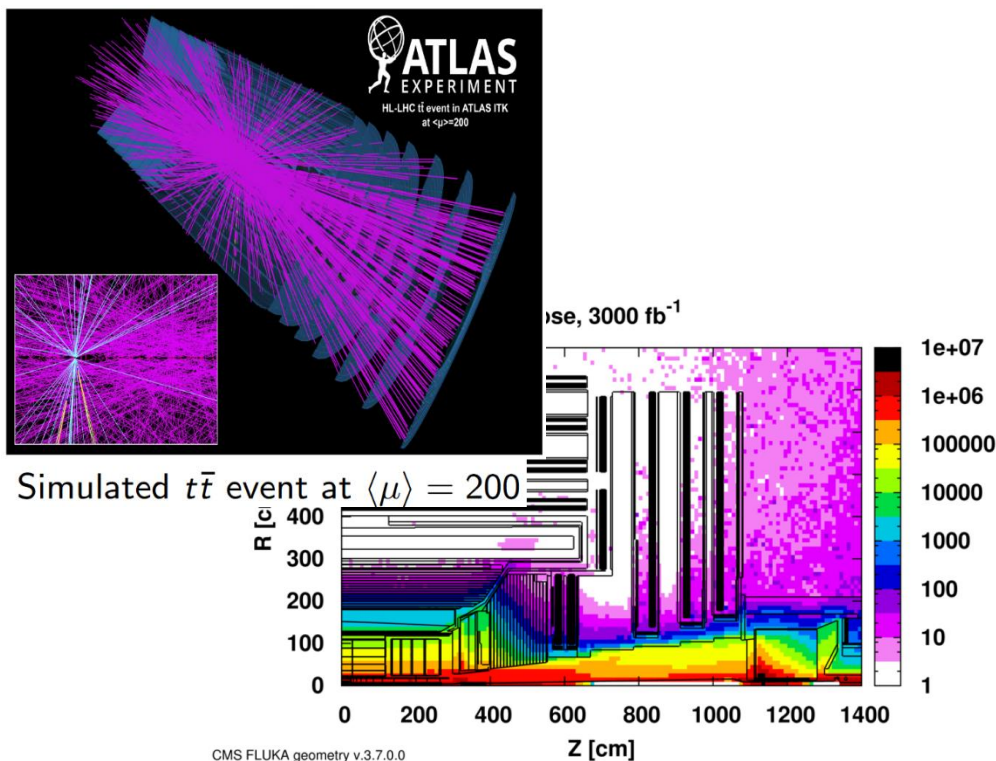 ATLAS
EXPERIMENT
HL-LHC tt̄ event in ATLAS ITK
at <μ>=200
Simulated tt̄ event at ⟨μ⟩ = 200
3000 fb⁻¹
1e+07
1e+06
100000
10000
1000
100
10
1
R
400
300
200
100
0
0 200 400 600 800 1000 1200 1400
Z [cm]
CMS FLUKA geometry v.3.7.0.0